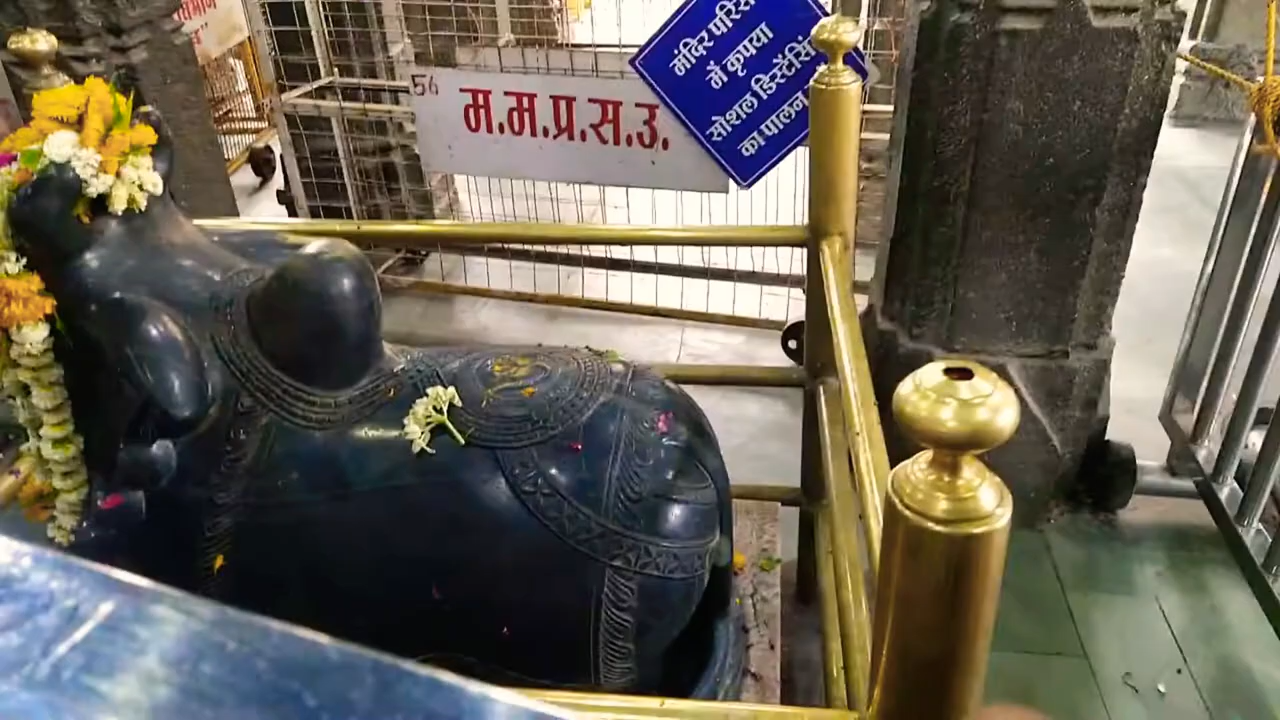 56
म.म.प्र.स.उ.
मंदिर परिस
में कृपया
सोशल डिस्टेंसिं
का पालन